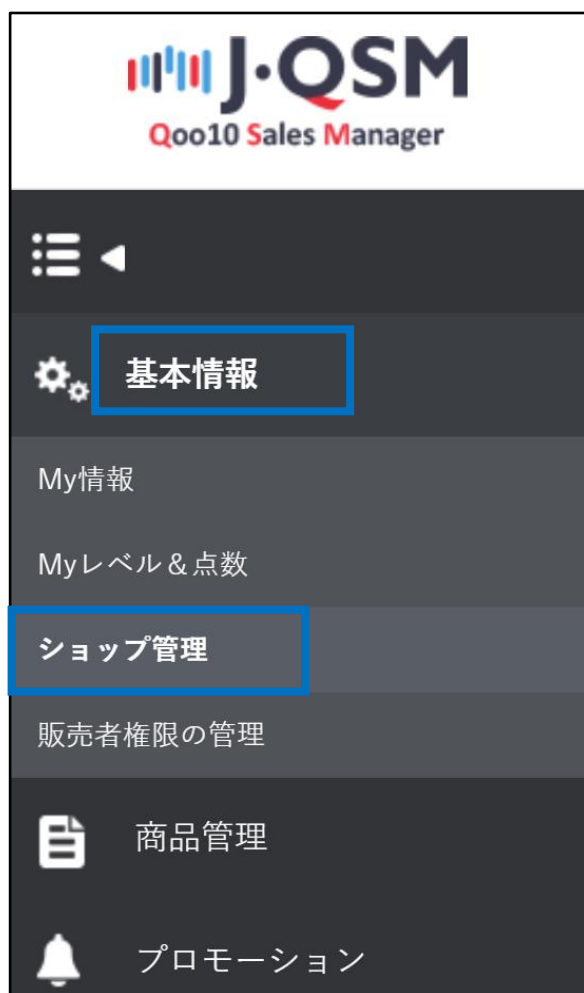 J·QSM
Qoo10 Sales Manager
基本情報
My情報
Myレベル＆点数
ショップ管理
販売者権限の管理
商品管理
プロモーション